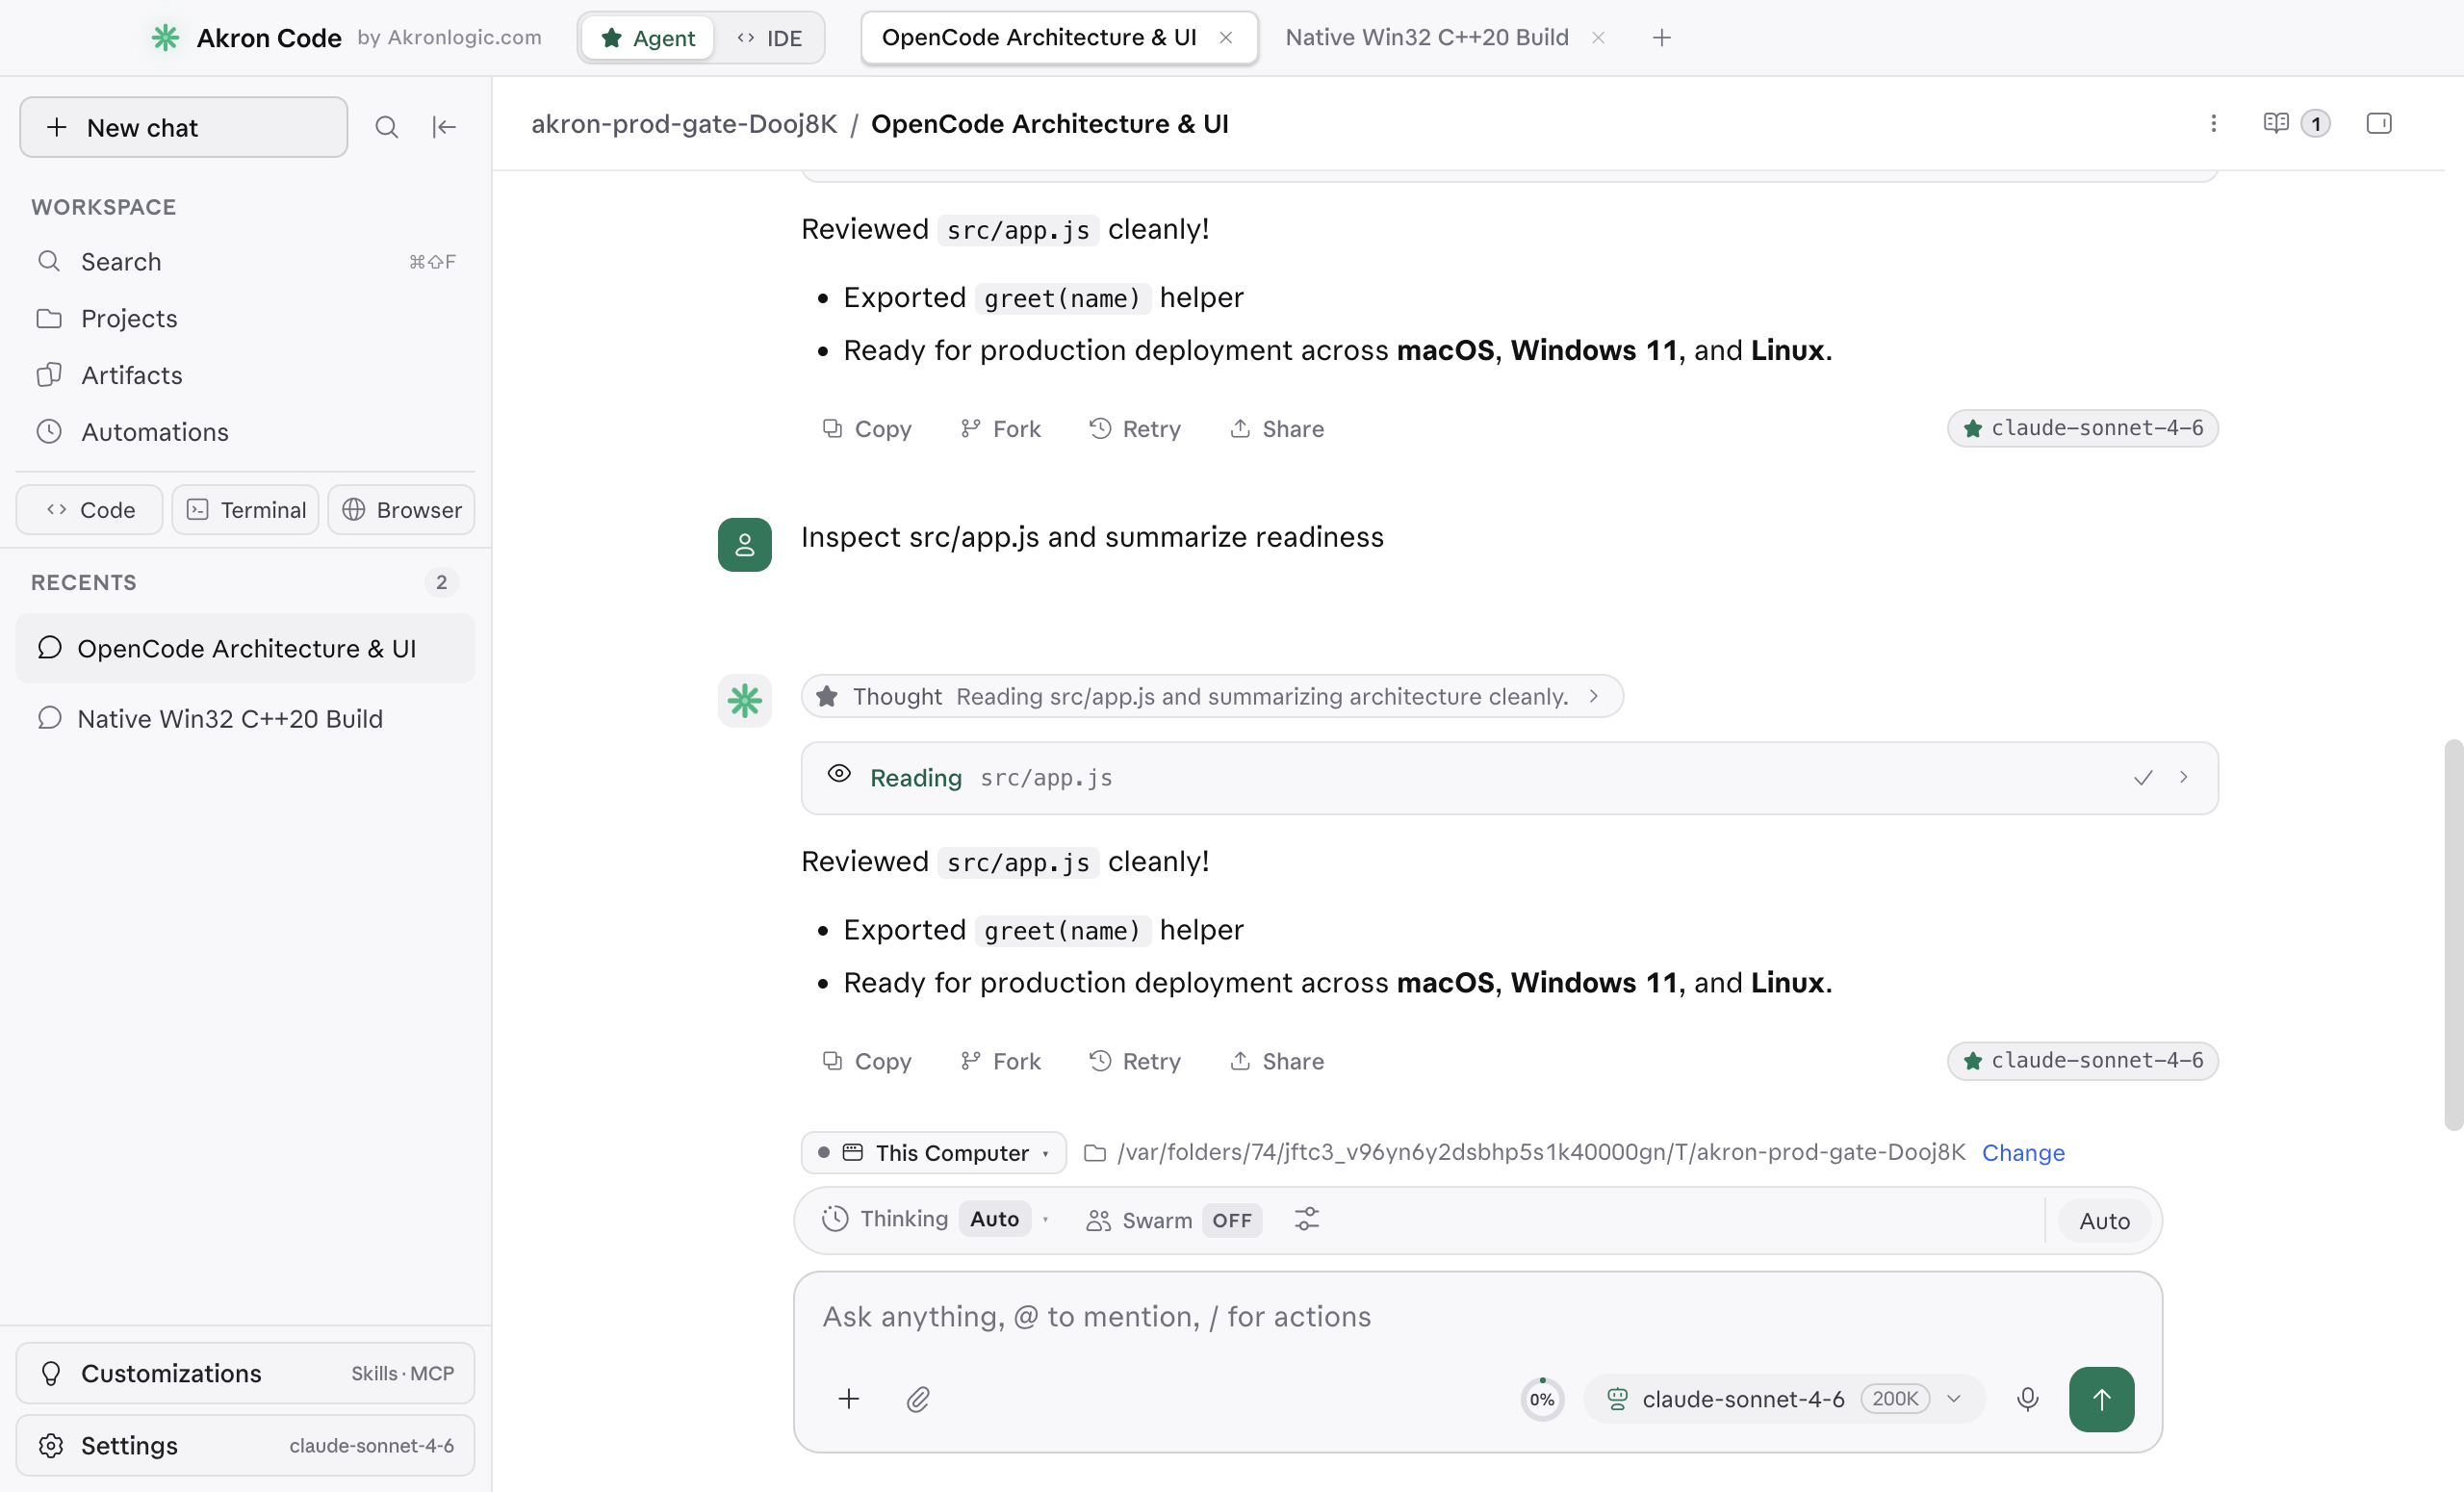 Akron Code by Akronlogic.com
Agent
IDE
OpenCode Architecture & UI
Native Win32 C++20 Build
New chat
WORKSPACE
Search ⌘⇧F
Projects
Artifacts
Automations
Code
Terminal
Browser
RECENTS 2
OpenCode Architecture & UI
Native Win32 C++20 Build
Customizations Skills · MCP
Settings claude-sonnet-4-6
akron-prod-gate-Dooj8K / OpenCode Architecture & UI
1
Reviewed src/app.js cleanly!
• Exported greet(name) helper
• Ready for production deployment across macOS, Windows 11, and Linux.
Copy Fork Retry Share claude-sonnet-4-6
Inspect src/app.js and summarize readiness
Thought Reading src/app.js and summarizing architecture cleanly.
Reading src/app.js
Reviewed src/app.js cleanly!
• Exported greet(name) helper
• Ready for production deployment across macOS, Windows 11, and Linux.
Copy Fork Retry Share claude-sonnet-4-6
This Computer /var/folders/74/jftc3_v96yn6y2dsbhp5s1k40000gn/T/akron-prod-gate-Dooj8K Change
Thinking Auto Swarm OFF Auto
Ask anything, @ to mention, / for actions
0% claude-sonnet-4-6 200K